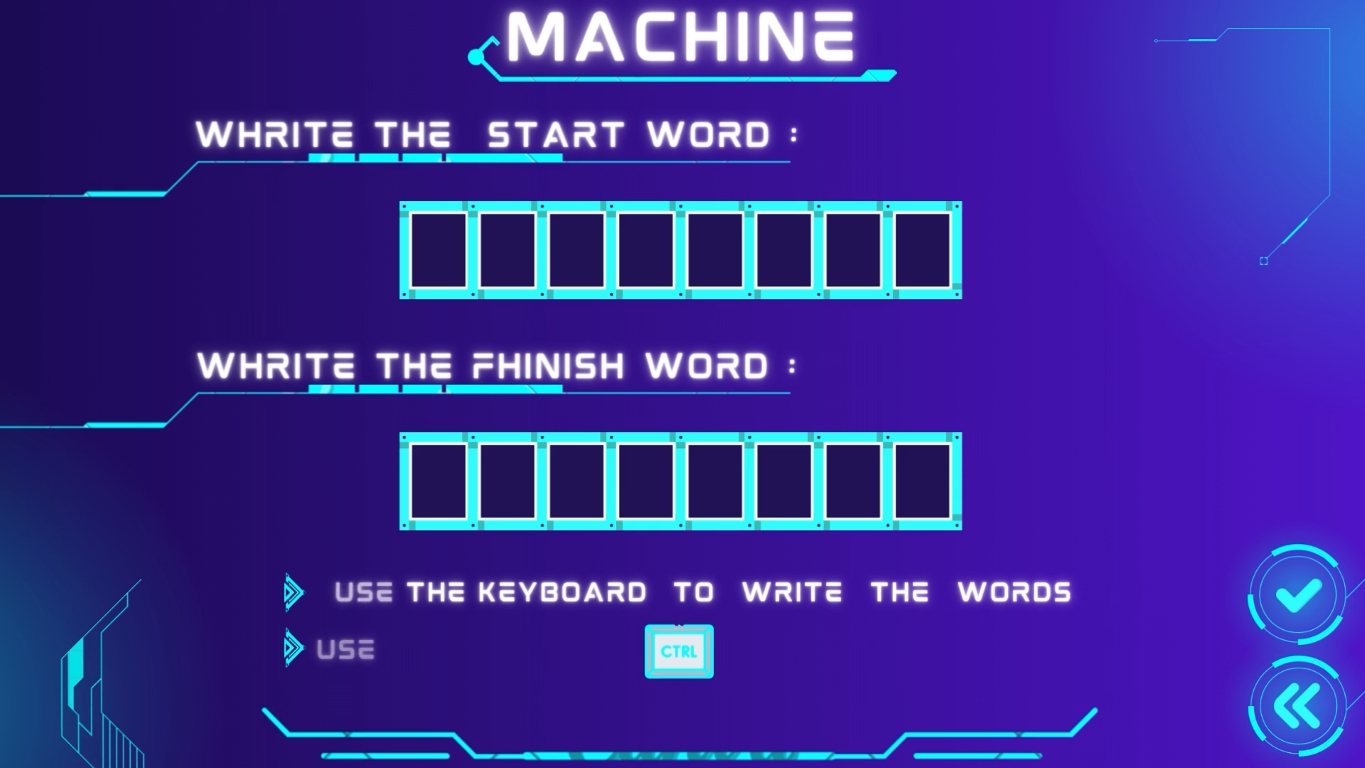 MACHINE
WHRITE THE START WORD :
WHRITE THE FHINISH WORD :
USE THE KEYBOARD TO WRITE THE WORDS
USE CTRL